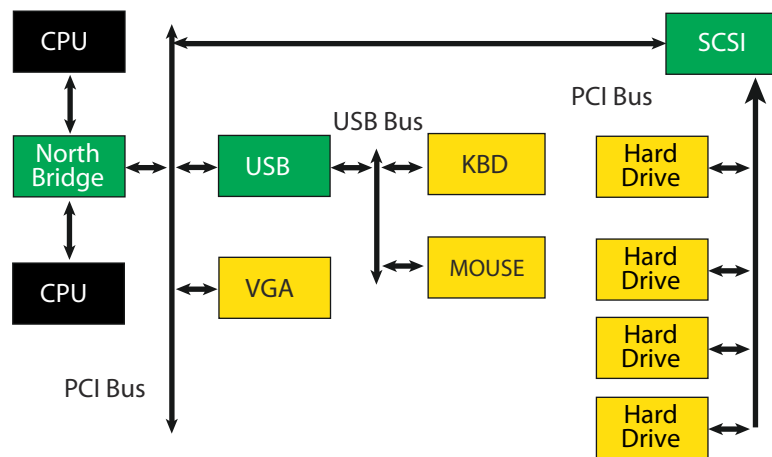 CPU
SCSI
PCI Bus
USB Bus
North
Bridge
USB
KBD
Hard
Drive
VGA
MOUSE
Hard
Drive
CPU
Hard
Drive
PCI Bus
Hard
Drive